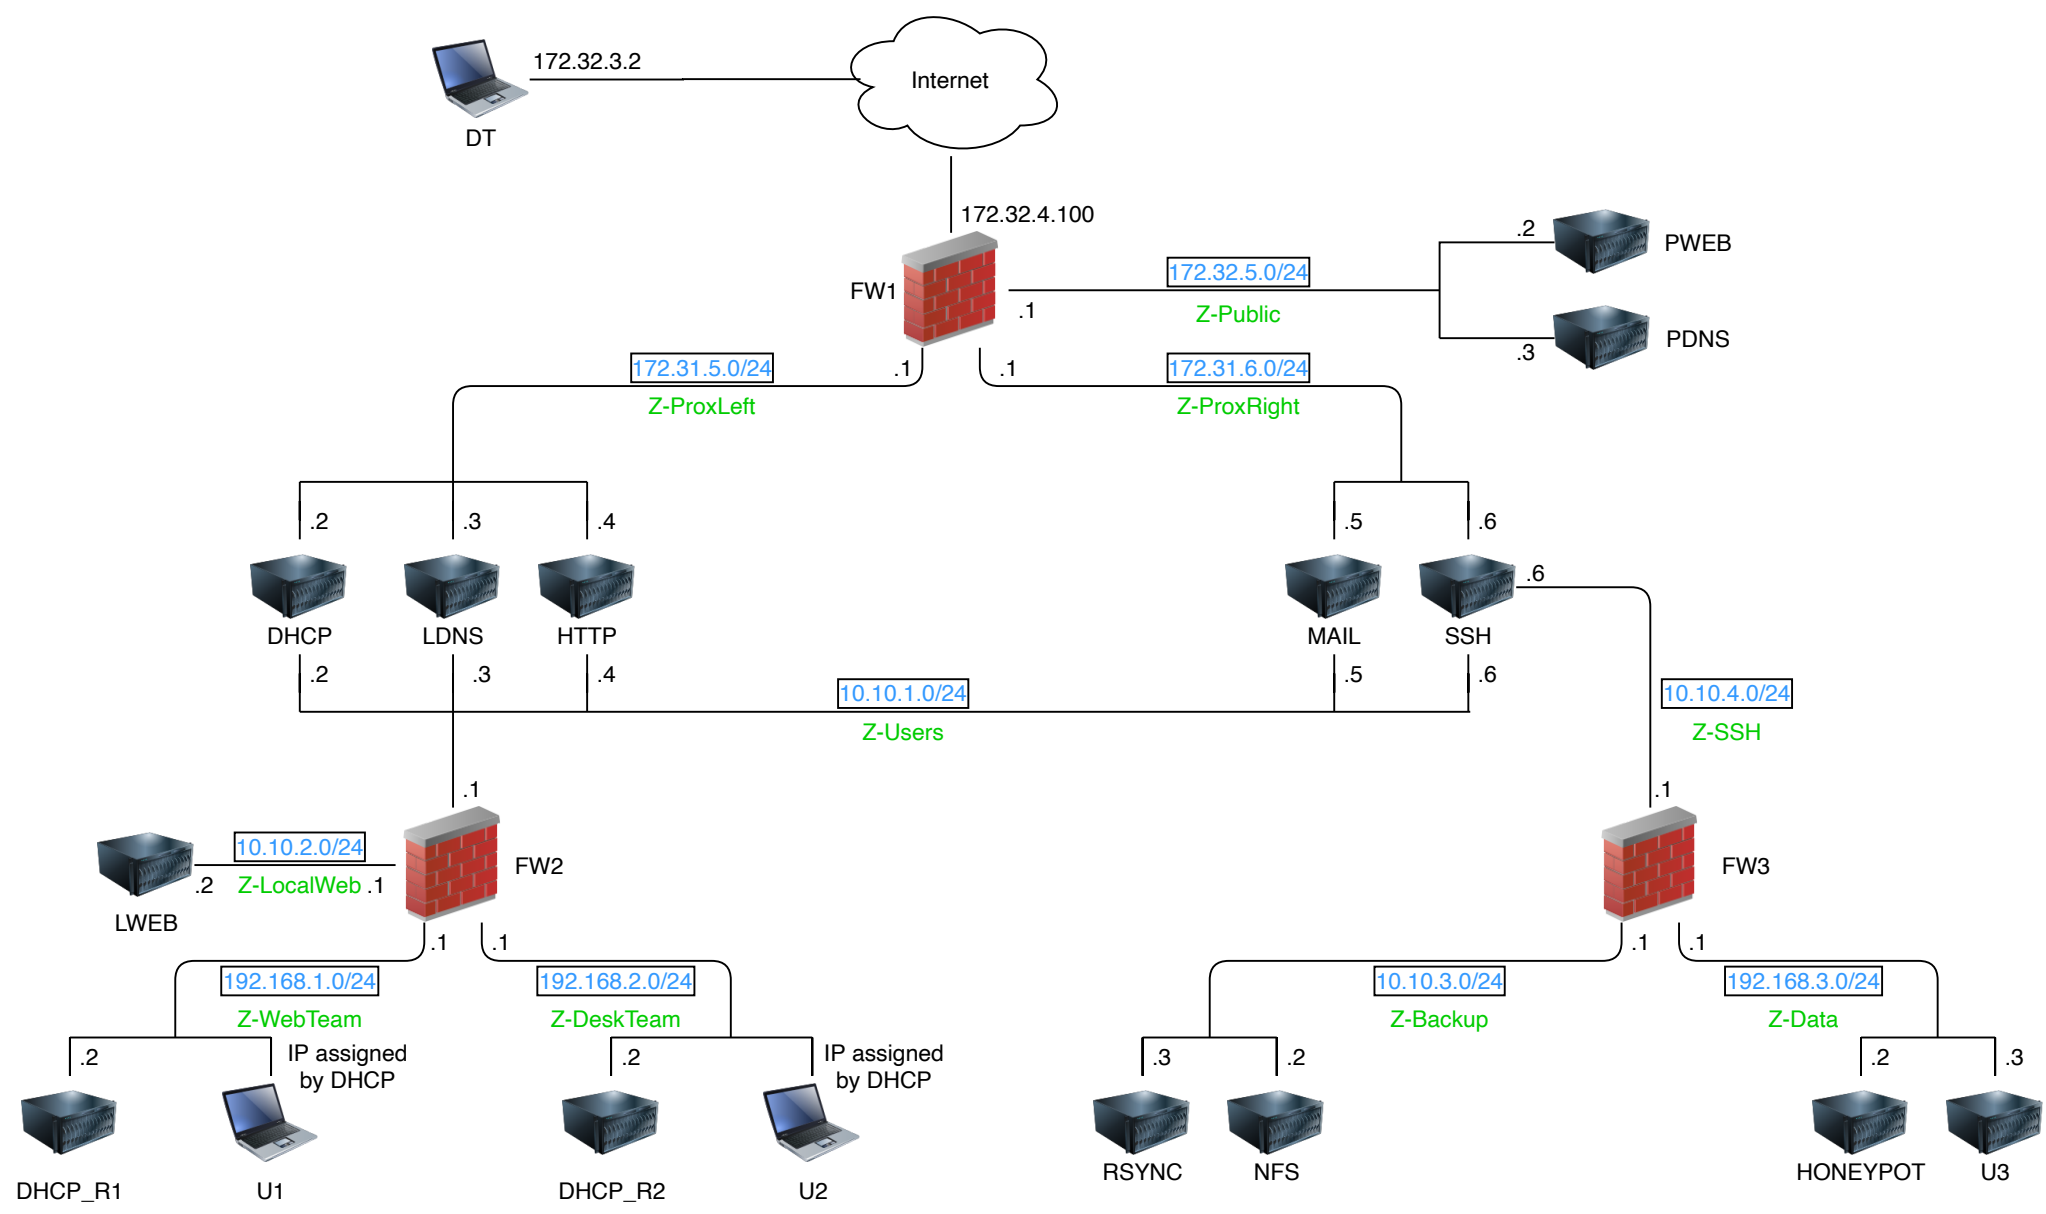 172.32.3.2
Internet
DT
172.32.4.100
.2
PWEB
172.32.5.0/24
FW1
.1
Z-Public
.3
PDNS
172.31.5.0/24
.1
.1
172.31.6.0/24
Z-ProxLeft
Z-ProxRight
.2
.3
.4
.5
.6
.6
DHCP
LDNS
HTTP
MAIL
SSH
.2
.3
.4
.5
.6
10.10.1.0/24
10.10.4.0/24
Z-Users
Z-SSH
.1
.1
10.10.2.0/24
FW2
FW3
.2
Z-LocalWeb
.1
LWEB
.1
.1
.1
.1
192.168.1.0/24
192.168.2.0/24
10.10.3.0/24
192.168.3.0/24
Z-WebTeam
Z-DeskTeam
Z-Backup
Z-Data
.2
IP assigned
by DHCP
.2
IP assigned
by DHCP
.3
.2
.2
.3
RSYNC
NFS
HONEYPOT
U3
DHCP_R1
U1
DHCP_R2
U2